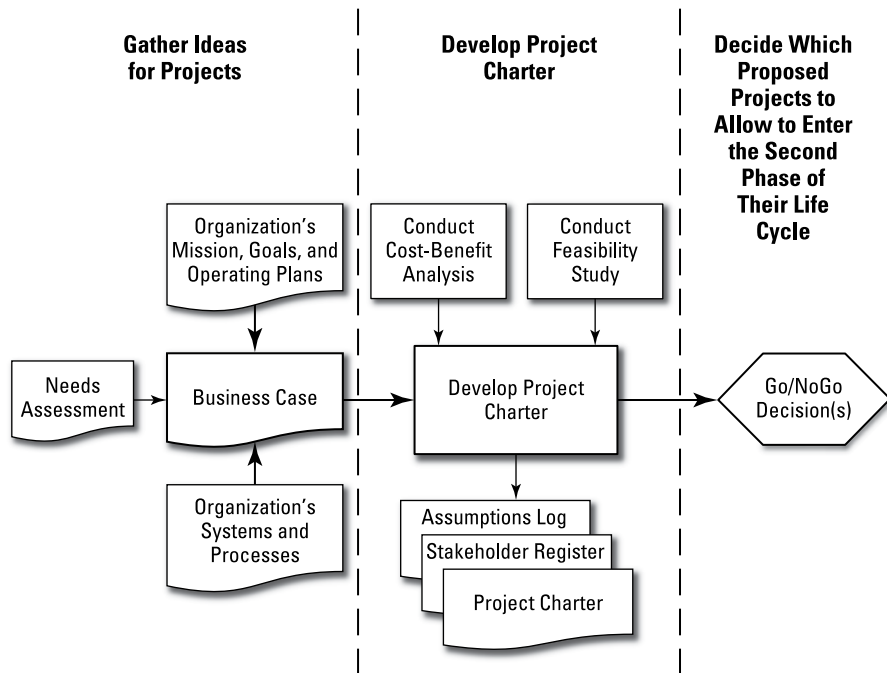 Gather Ideas
for Projects
Develop Project
Charter
Decide Which
Proposed
Projects to
Allow to Enter
the Second
Phase of
Their Life
Cycle
Organization’s
Mission, Goals, and
Operating Plans
Conduct
Cost-Benefit
Analysis
Conduct
Feasibility
Study
Needs
Assessment
Business Case
Develop Project
Charter
Go/NoGo
Decision(s)
Organization’s
Systems and
Processes
Assumptions Log
Stakeholder Register
Project Charter